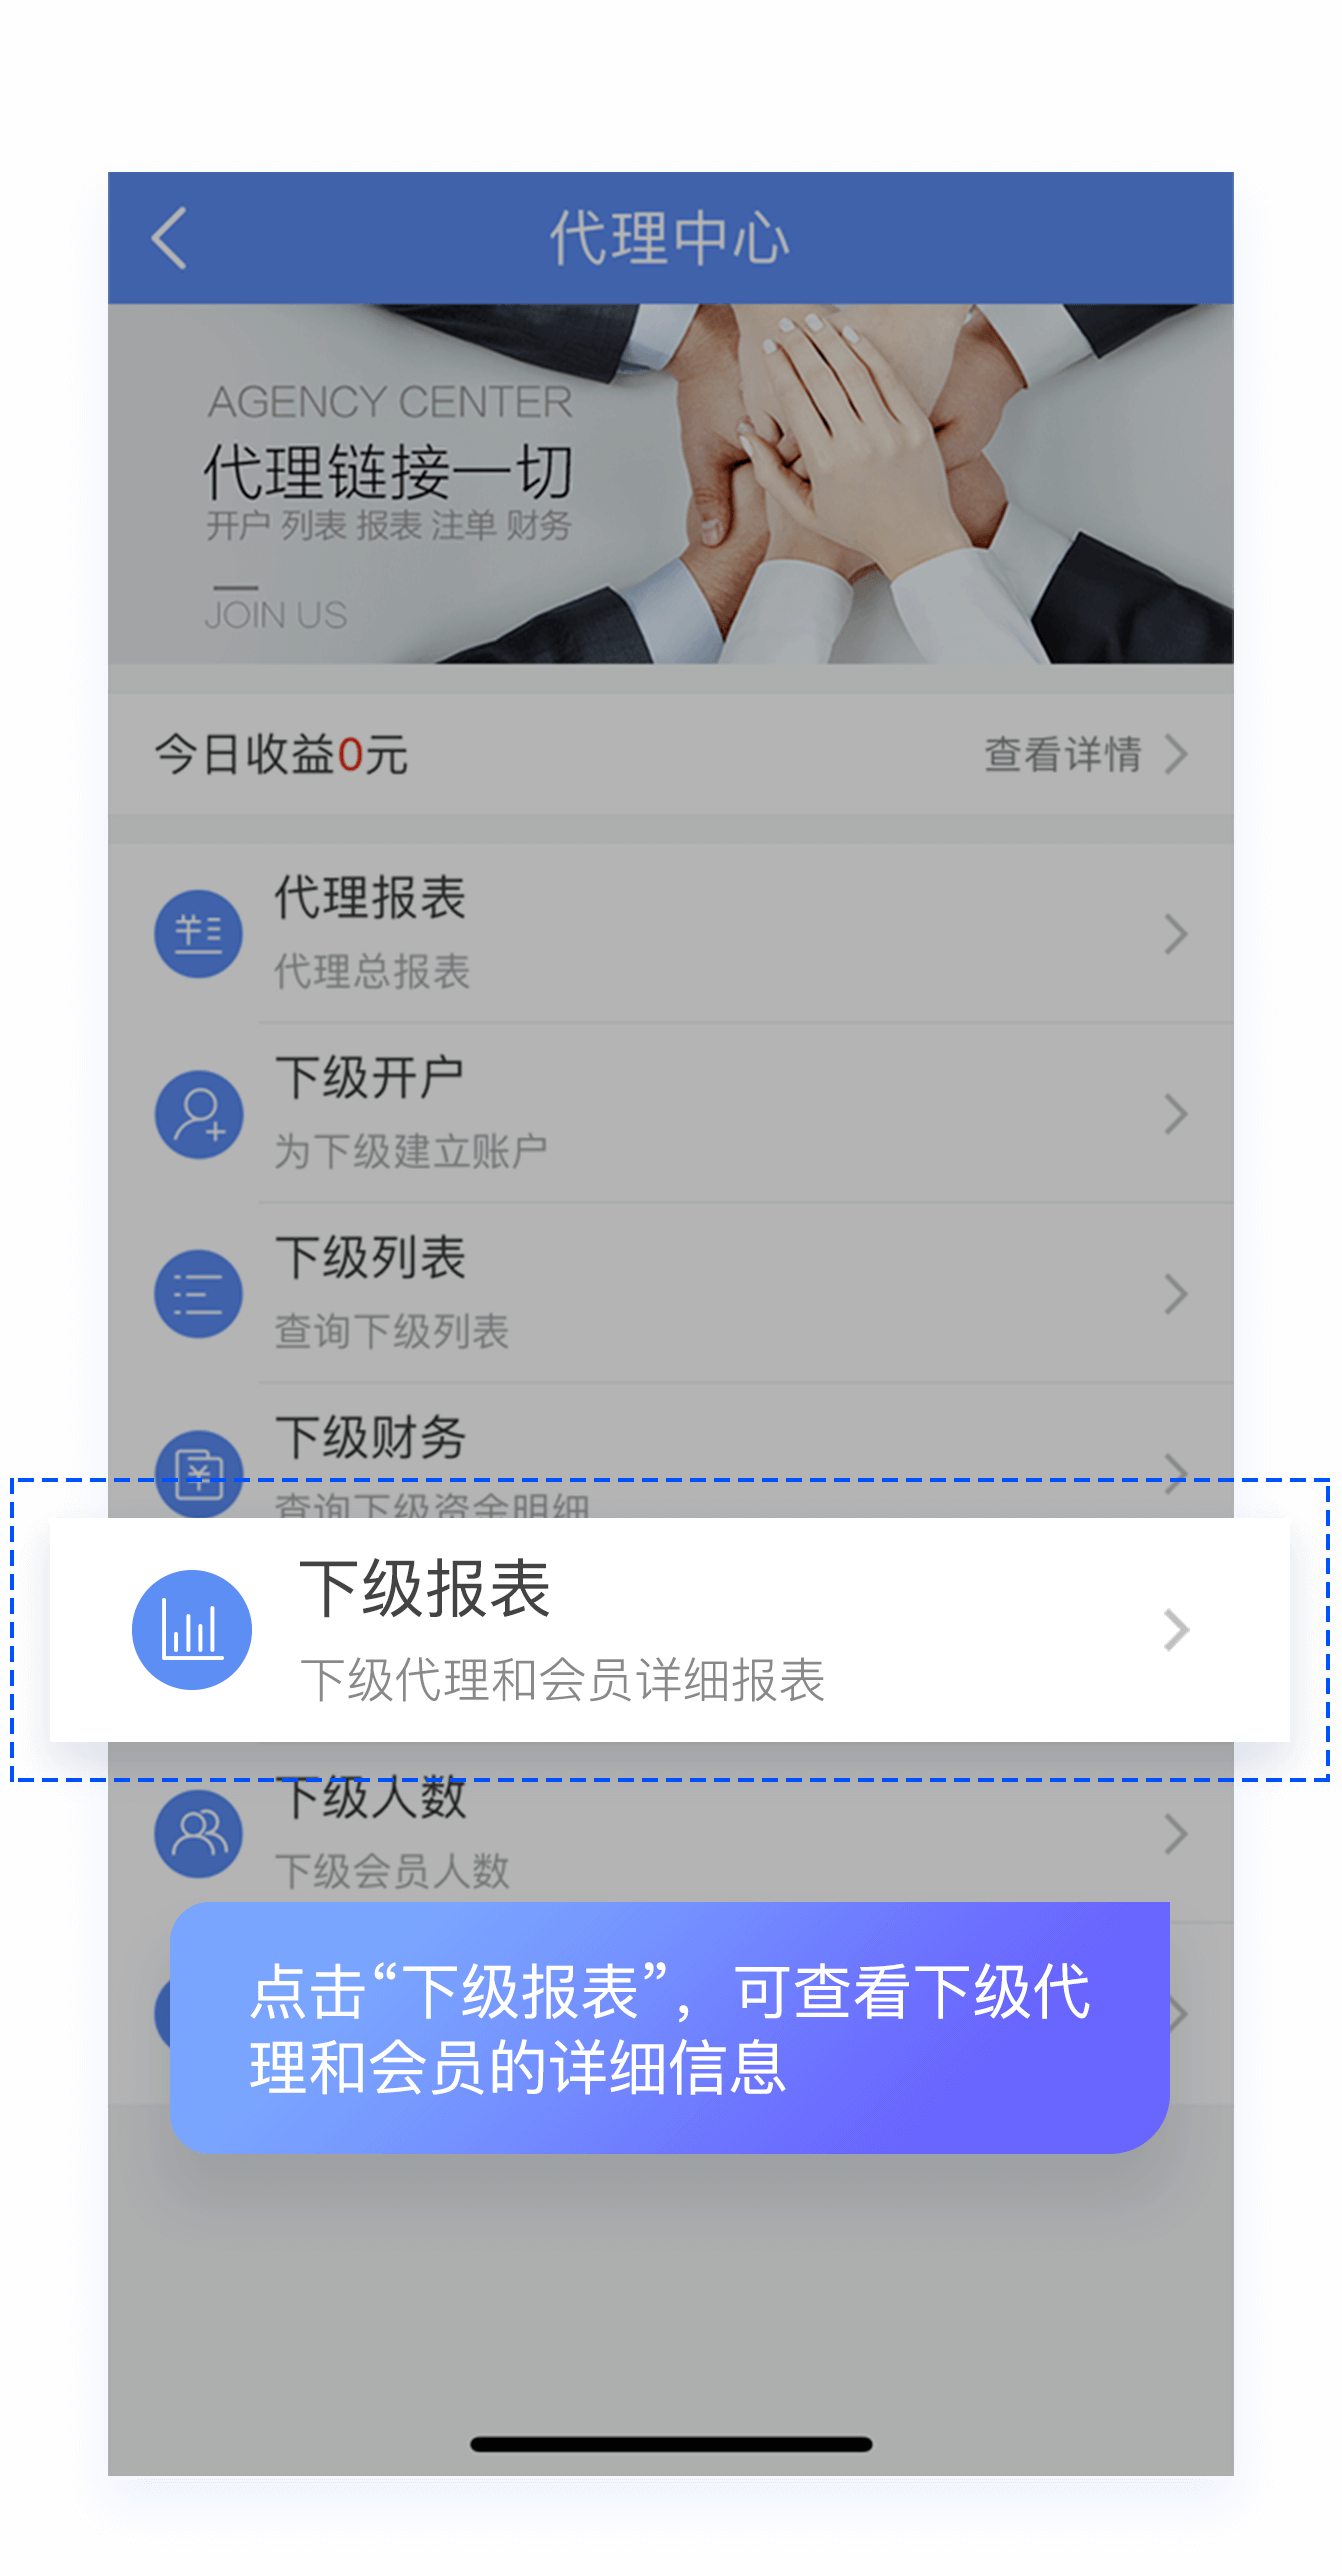 代理中心
AGENCY CENTER
代理链接一切
开户 列表 报表 注单 财务
JOIN US
今日收益0元
查看详情
代理报表
代理总报表
下级开户
为下级建立账户
下级列表
查询下级列表
下级财务
查询下级资金明细
下级报表
下级代理和会员详细报表
下级人数
下级会员人数
点击“下级报表”，可查看下级代
理和会员的详细信息